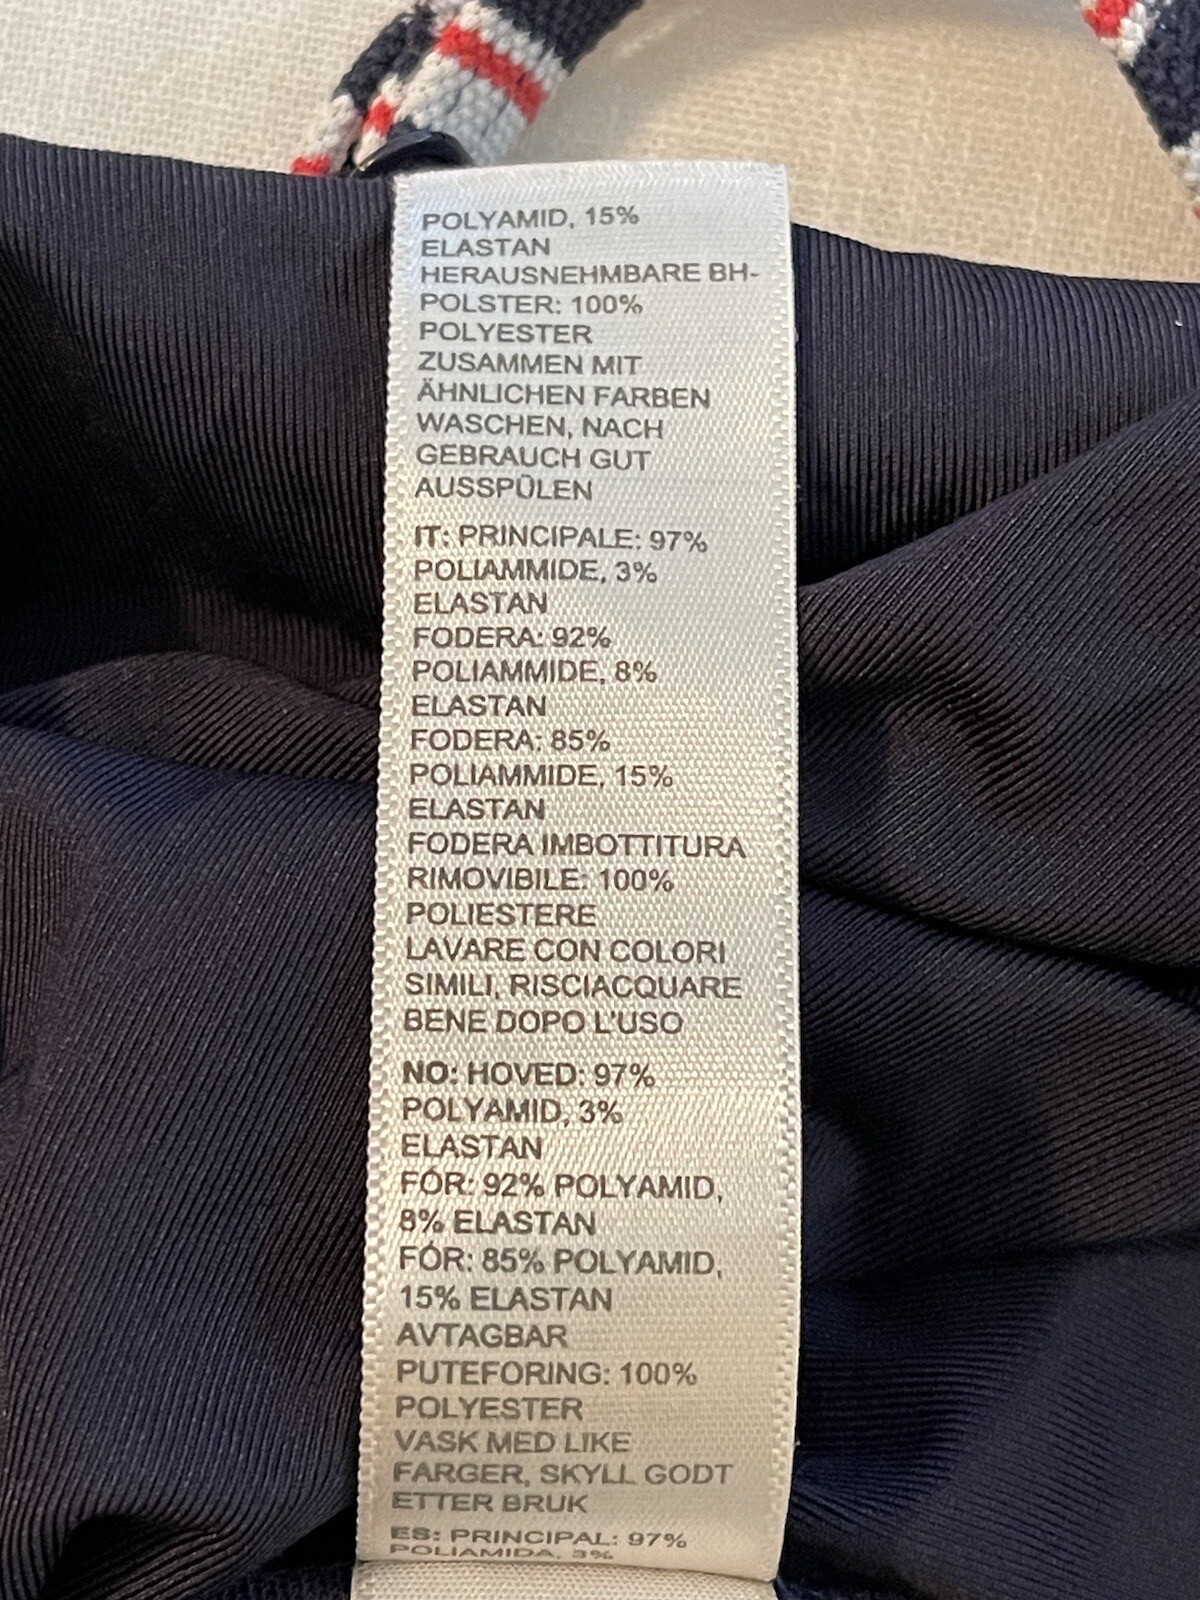 POLYAMID, 15%
ELASTAN
HERAUSNEHMBARE BH-
POLSTER: 100%
POLYESTER
ZUSAMMEN MIT
ÄHNLICHEN FARBEN
WASCHEN, NACH
GEBRAUCH GUT
AUSSPÜLEN
IT: PRINCIPALE: 97%
POLIAMMIDE, 3%
ELASTAN
FODERA: 92%
POLIAMMIDE, 8%
ELASTAN
FODERA: 85%
POLIAMMIDE, 15%
ELASTAN
FODERA IMBOTTITURA
RIMOVIBILE: 100%
POLIESTERE
LAVARE CON COLORI
SIMILI, RISCIACQUARE
BENE DOPO L'USO
NO: HOVED: 97%
POLYAMID, 3%
ELASTAN
FÓR: 92% POLYAMID,
8% ELASTAN
FÓR: 85% POLYAMID,
15% ELASTAN
AVTAGBAR
PUTEFORING: 100%
POLYESTER
VASK MED LIKE
FARGER, SKYLL GODT
ETTER BRUK
ES: PRINCIPAL: 97%
POLIAMIDA, 3%